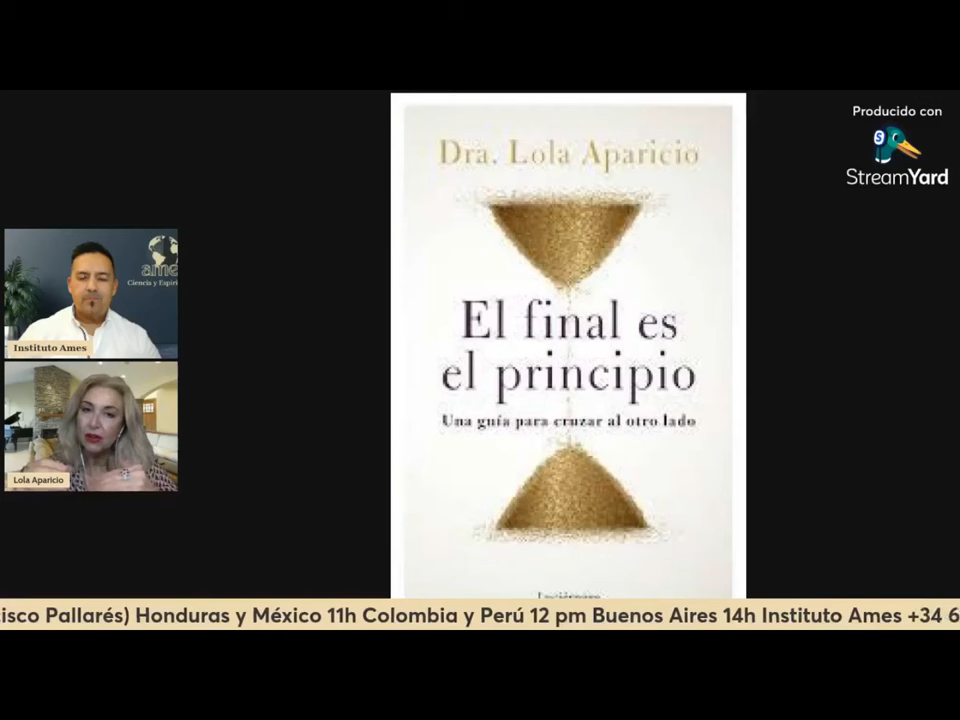 Producido con
StreamYard
Dra. Lola Aparicio
El final es
el principio
Una guía para cruzar al otro lado
ame
Ciencia y Espiri
Instituto Ames
Lola Aparicio
isco Pallarés) Honduras y México 11h Colombia y Perú 12 pm Buenos Aires 14h Instituto Ames +34 6